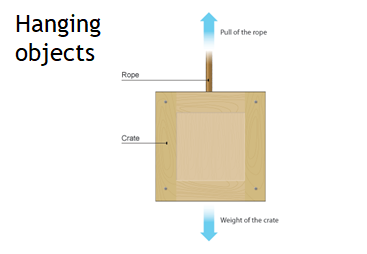 Hanging
objects
Pull of the rope
Rope
Crate
Weight of the crate